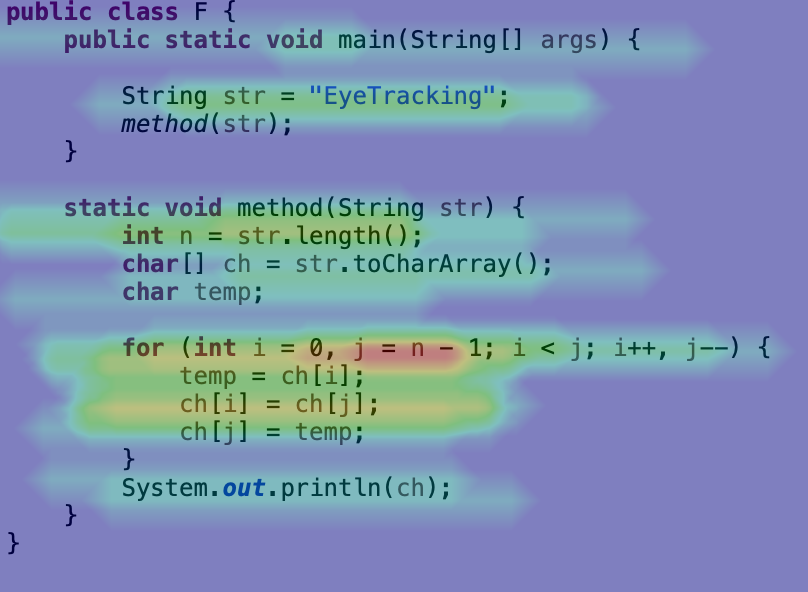 public class F {
    public static void main(String[] args) {
        String str = "EyeTracking";
        method(str);
    }
    static void method(String str) {
        int n = str.length();
        char[] ch = str.toCharArray();
        char temp;
        for (int i = 0, j = n - 1; i < j; i++, j--) {
            temp = ch[i];
            ch[i] = ch[j];
            ch[j] = temp;
        }
        System.out.println(ch);
    }
}